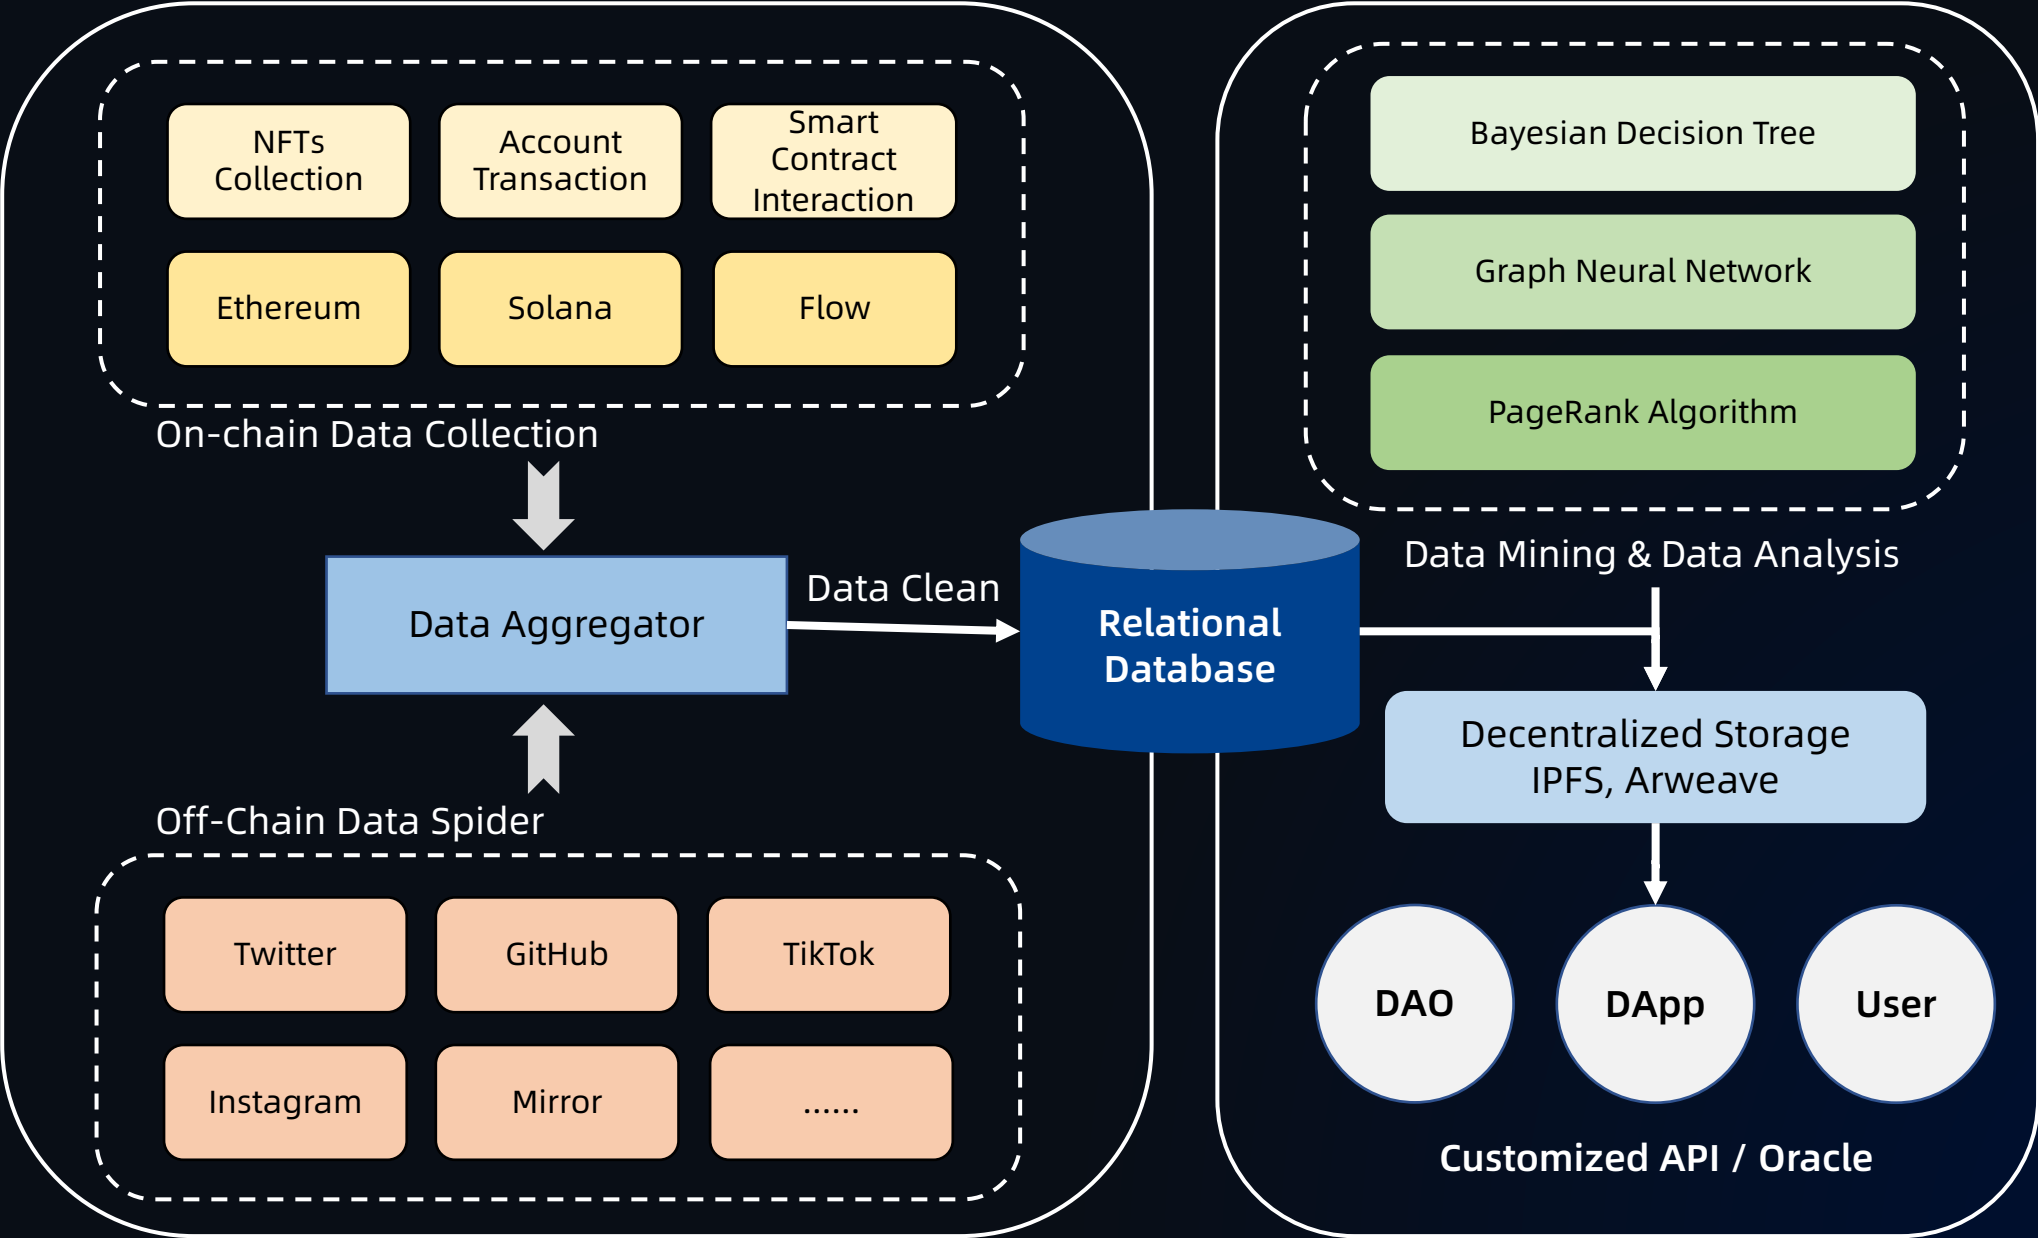 NFTs
Collection
Account
Transaction
Smart
Contract
Interaction
Ethereum
Solana
Flow
On-chain Data Collection
Data Aggregator
Data Clean
Relational
Database
Off-Chain Data Spider
Twitter
GitHub
TikTok
Instagram
Mirror
......
Bayesian Decision Tree
Graph Neural Network
PageRank Algorithm
Data Mining & Data Analysis
Decentralized Storage
IPFS, Arweave
DAO
DApp
User
Customized API / Oracle